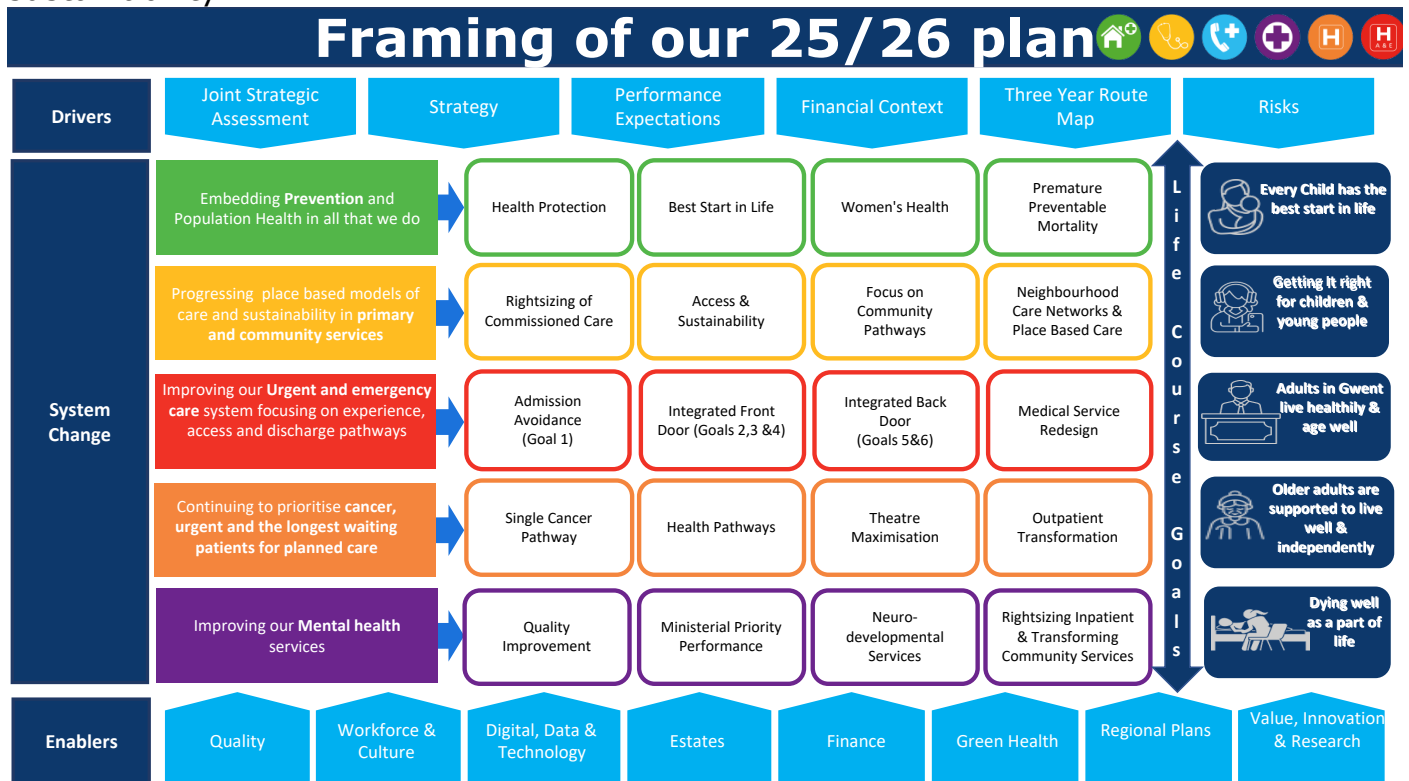 Framing of our 25/26 plan
H
H
A & E
Drivers
Joint Strategic
Assessment
Strategy
Performance
Expectations
Financial Context
Three Year Route
Map
Risks
System
Change
Embedding Prevention and
Population Health in all that we do
Health Protection
Best Start in Life
Women's Health
Premature
Preventable
Mortality
Progressing place based models of
care and sustainability in primary
and community services
Rightsizing of
Commissioned Care
Access &
Sustainability
Focus on
Community
Pathways
Neighbourhood
Care Networks &
Place Based Care
Improving our Urgent and emergency
care system focusing on experience,
access and discharge pathways
Admission
Avoidance
(Goal 1)
Integrated Front
Door (Goals 2,3 &4)
Integrated Back
Door
(Goals 5&6)
Medical Service
Redesign
Continuing to prioritise cancer,
urgent and the longest waiting
patients for planned care
Single Cancer
Pathway
Health Pathways
Theatre
Maximisation
Outpatient
Transformation
Improving our Mental health
services
Quality
Improvement
Ministerial Priority
Performance
Neuro-
developmental
Services
Rightsizing Inpatient
& Transforming
Community Services
Life Course Goals
Every Child has the
best start in life
Getting it right
for children &
young people
Adults in Gwent
live healthily &
age well
Older adults are
supported to live
well &
independently
Dying well
as a part of
life
Enablers
Quality
Workforce &
Culture
Digital, Data &
Technology
Estates
Finance
Green Health
Regional Plans
Value, Innovation
& Research